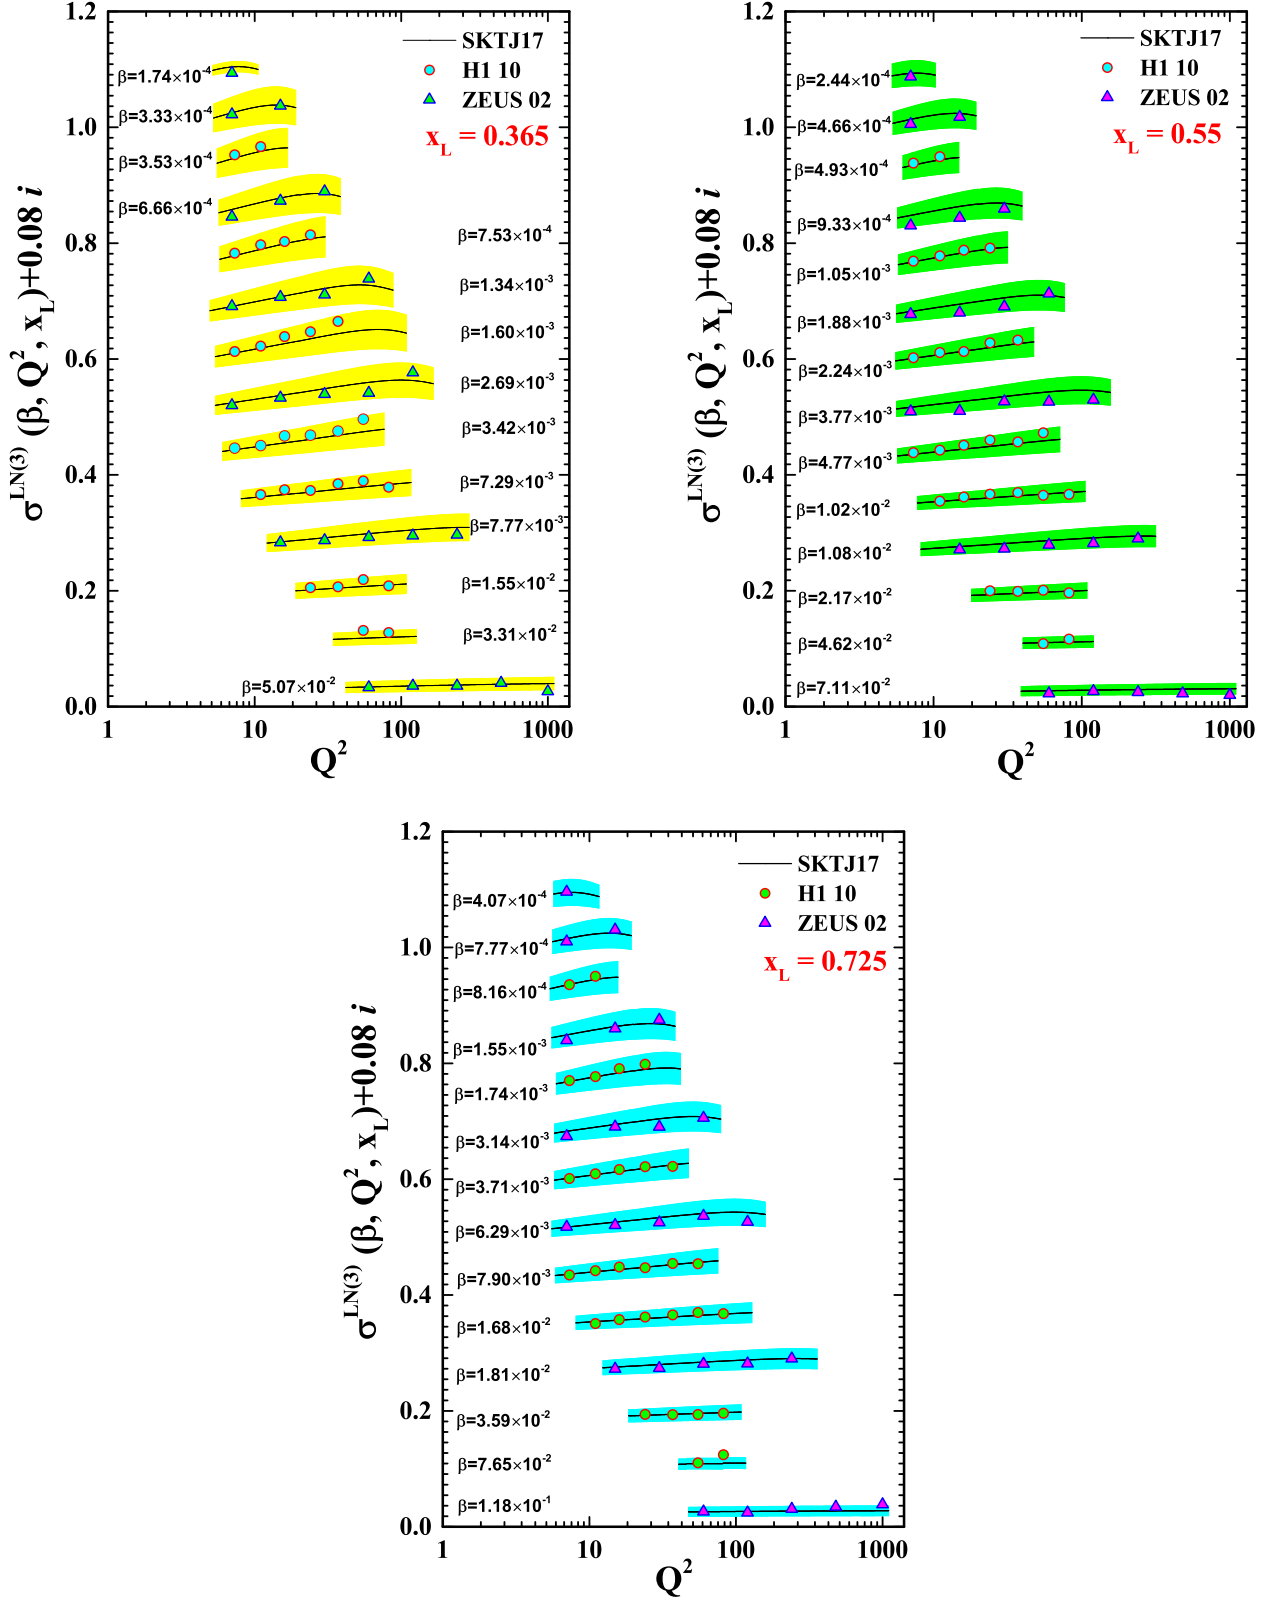 1.2
SKTJ17
H1 10
ZEUS 02
x_L = 0.365
β=1.74×10⁻⁴
β=3.33×10⁻⁴
β=3.53×10⁻⁴
β=6.66×10⁻⁴
β=7.53×10⁻⁴
β=1.34×10⁻³
β=1.60×10⁻³
β=2.69×10⁻³
β=3.42×10⁻³
β=7.29×10⁻³
β=7.77×10⁻³
β=1.55×10⁻²
β=3.31×10⁻²
β=5.07×10⁻²
1.0
0.8
0.6
0.4
0.2
0.0
σ^LN(3) (β, Q², x_L)+0.08 i
1 10 100 1000
Q²
1.2
SKTJ17
H1 10
ZEUS 02
x_L = 0.55
β=2.44×10⁻⁴
β=4.66×10⁻⁴
β=4.93×10⁻⁴
β=9.33×10⁻⁴
β=1.05×10⁻³
β=1.88×10⁻³
β=2.24×10⁻³
β=3.77×10⁻³
β=4.77×10⁻³
β=1.02×10⁻²
β=1.08×10⁻²
β=2.17×10⁻²
β=4.62×10⁻²
β=7.11×10⁻²
1.0
0.8
0.6
0.4
0.2
0.0
σ^LN(3) (β, Q², x_L)+0.08 i
1 10 100 1000
Q²
1.2
SKTJ17
H1 10
ZEUS 02
x_L = 0.725
β=4.07×10⁻⁴
β=7.77×10⁻⁴
β=8.16×10⁻⁴
β=1.55×10⁻³
β=1.74×10⁻³
β=3.14×10⁻³
β=3.71×10⁻³
β=6.29×10⁻³
β=7.90×10⁻³
β=1.68×10⁻²
β=1.81×10⁻²
β=3.59×10⁻²
β=7.65×10⁻²
β=1.18×10⁻¹
1.0
0.8
0.6
0.4
0.2
0.0
σ^LN(3) (β, Q², x_L)+0.08 i
1 10 100 1000
Q²